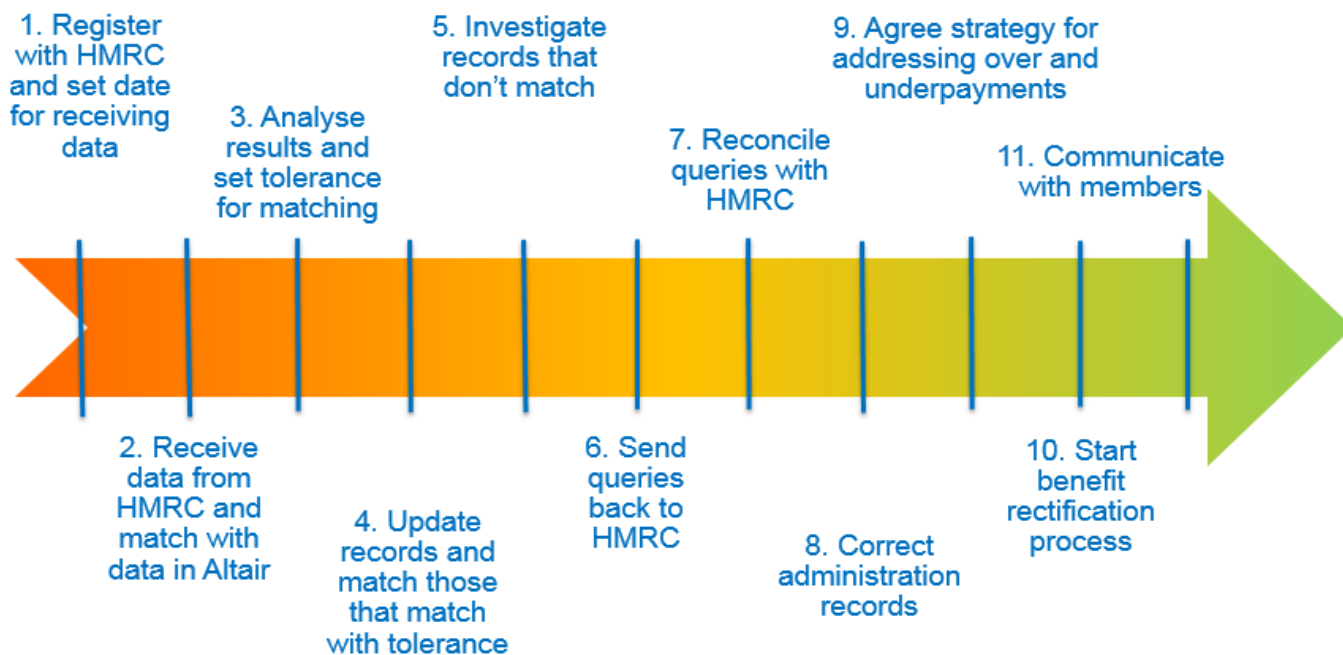 1. Register
with HMRC
and set date
for receiving
data
2. Receive
data from
HMRC and
match with
data in Altair
3. Analyse
results and
set tolerance
for matching
4. Update
records and
match those
that match
with tolerance
5. Investigate
records that
don't match
6. Send
queries
back to
HMRC
7. Reconcile
queries with
HMRC
8. Correct
administration
records
9. Agree strategy for
addressing over and
underpayments
10. Start
benefit
rectification
process
11. Communicate
with members